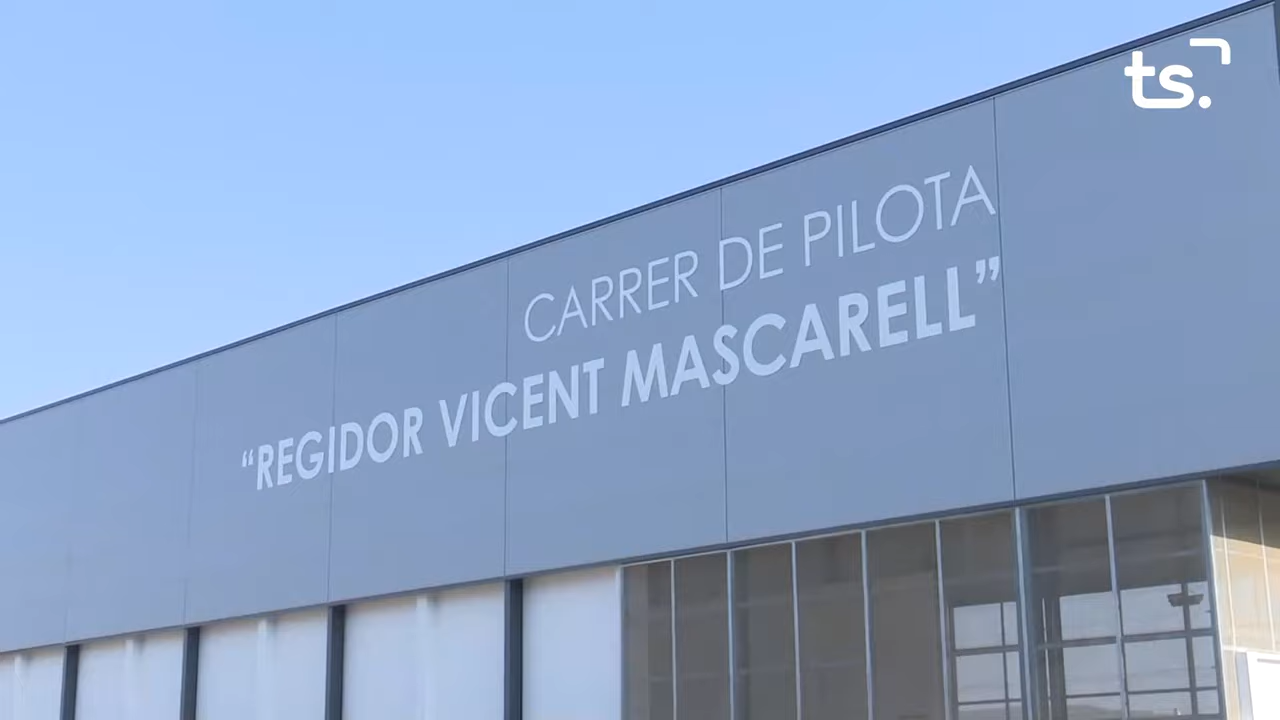 ts.
CARRER DE PILOTA
“REGIDOR VICENT MASCARELL”